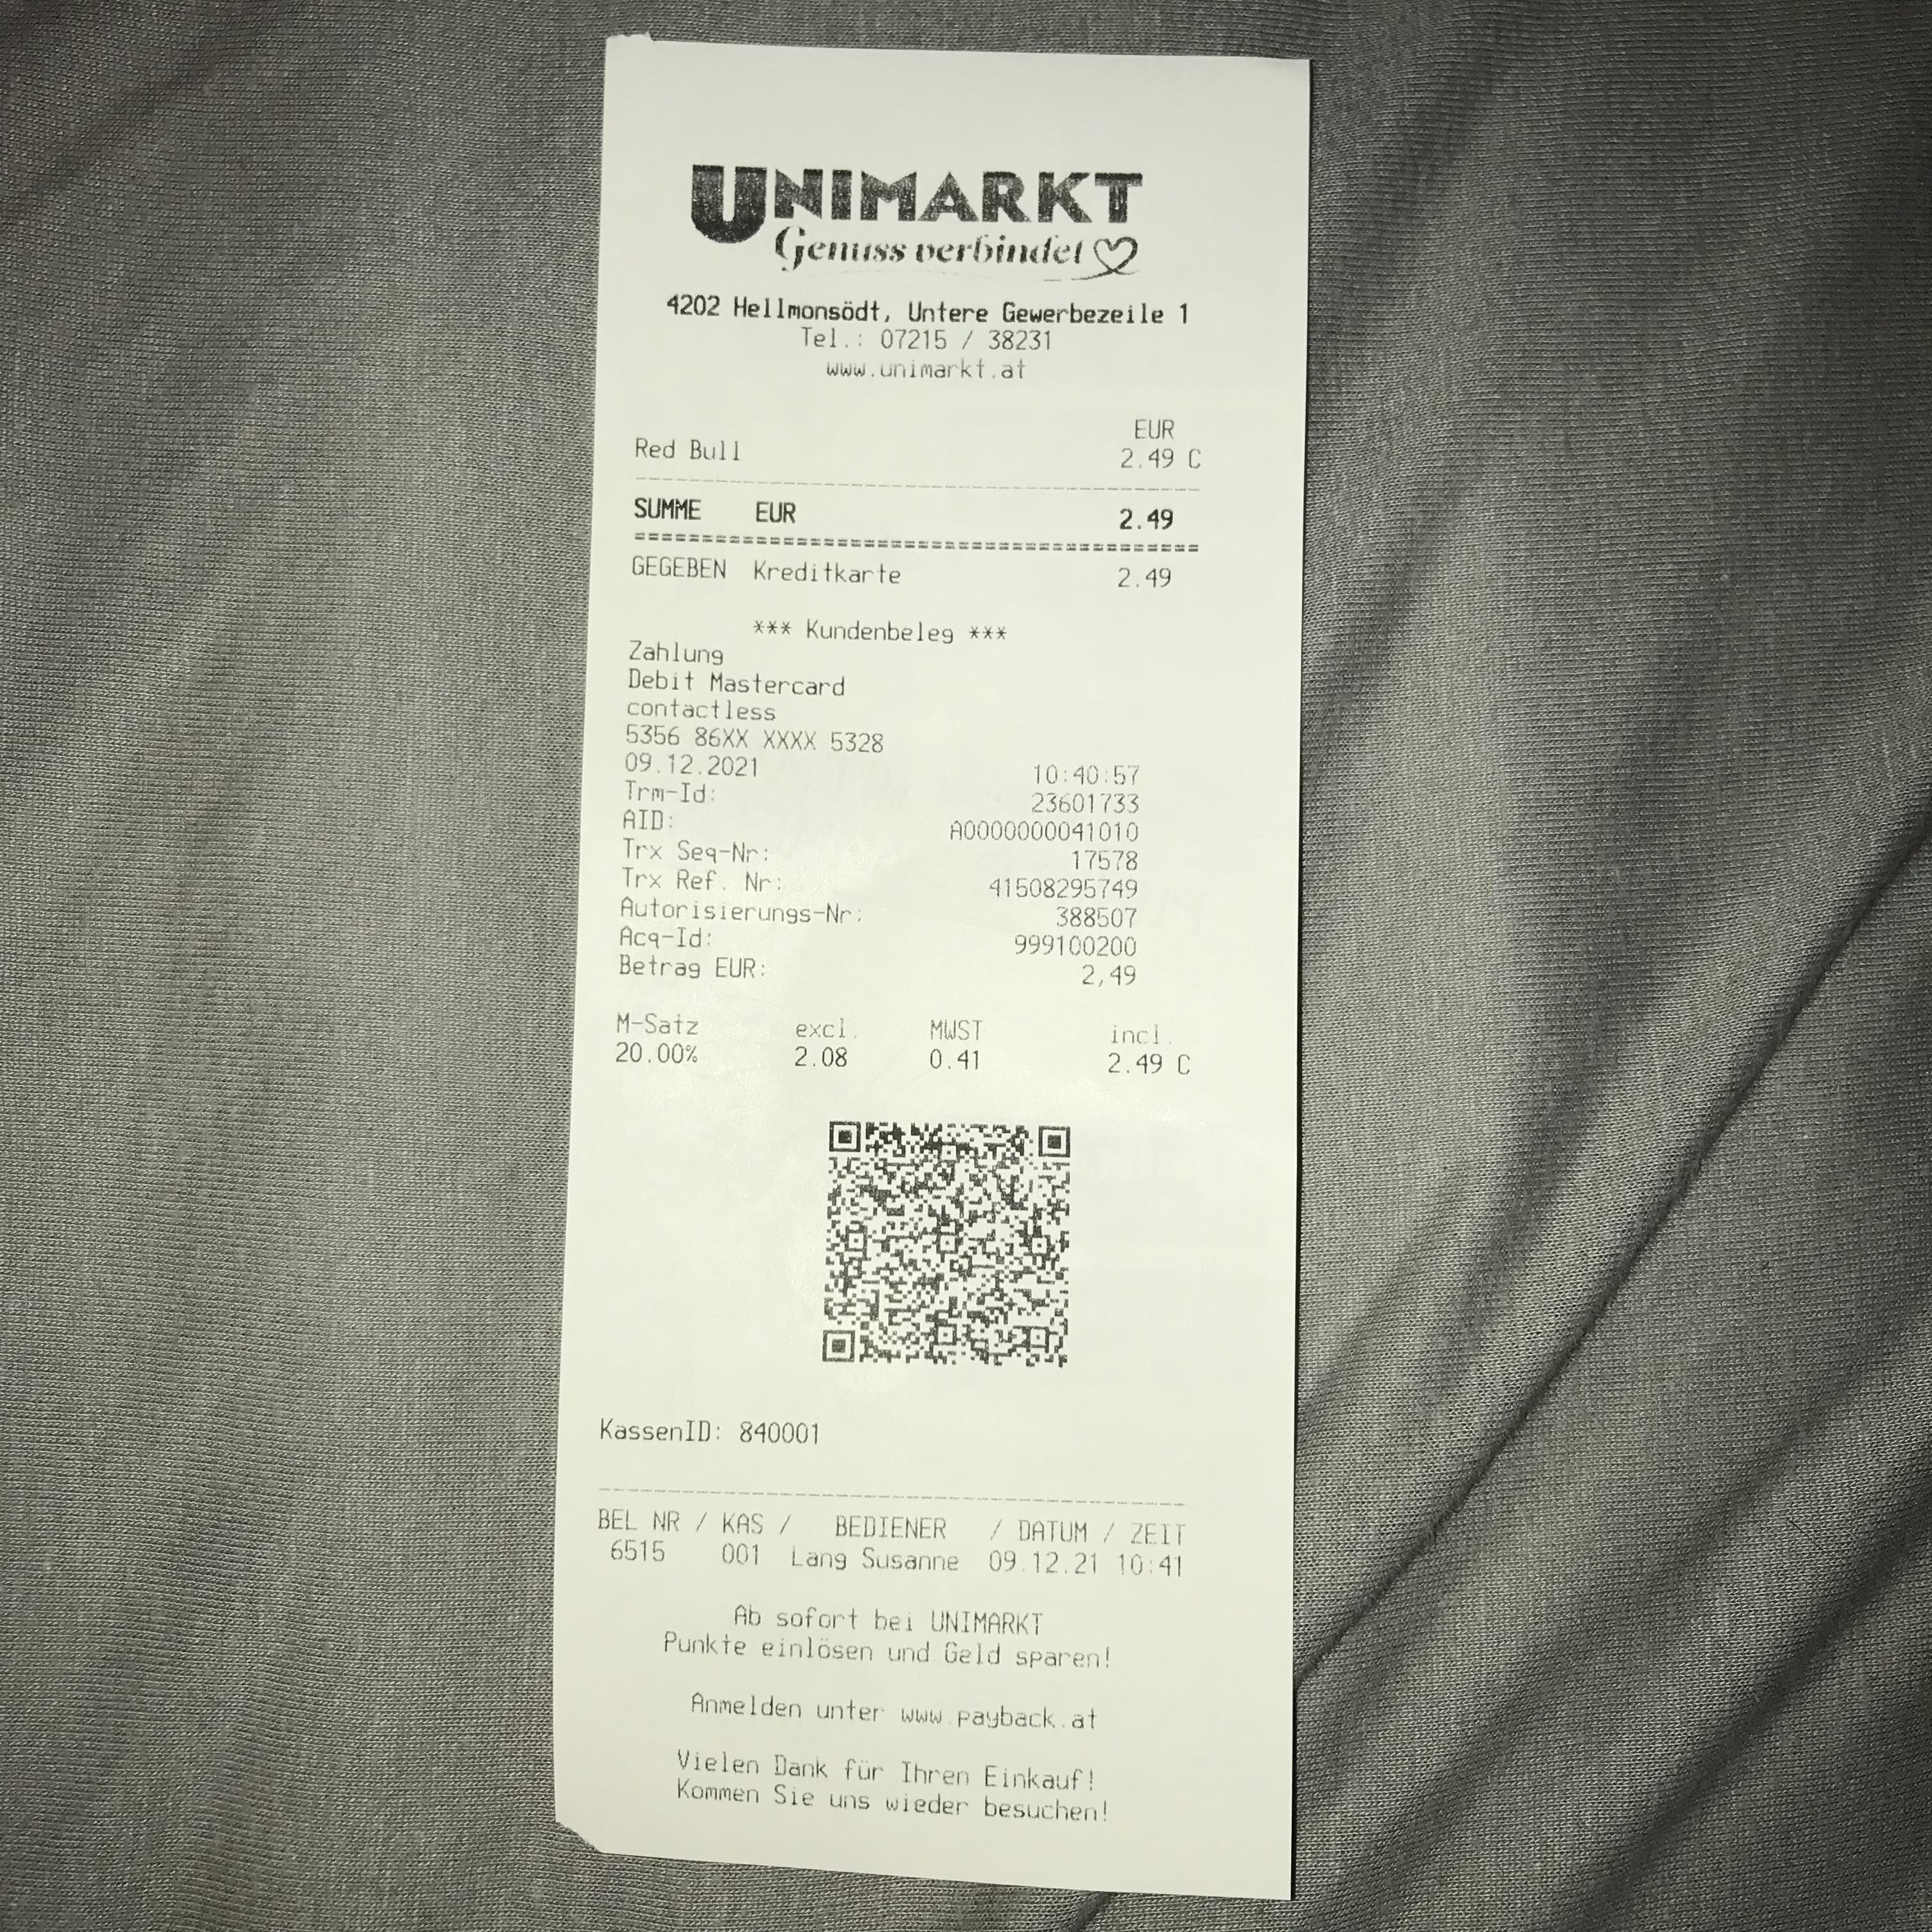 UNIMARKT
Genuss verbindet
4202 Hellmonsödt, Untere Gewerbezeile 1
Tel.: 07215 / 38231
www.unimarkt.at
EUR
Red Bull 2.49 C
SUMME EUR 2.49
GEGEBEN Kreditkarte 2.49
*** Kundenbeleg ***
Zahlung
Debit Mastercard
contactless
5356 86XX XXXX 5328
09.12.2021 10:40:57
Trm-Id: 23601733
AID: A0000000041010
Trx Seq-Nr: 17578
Trx Ref. Nr: 41508295749
Autorisierungs-Nr: 388507
Acq-Id: 999100200
Betrag EUR: 2,49
M-Satz excl. MWST incl.
20.00% 2.08 0.41 2.49 C
KassenID: 840001
BEL NR / KAS / BEDIENER / DATUM / ZEIT
6515 001 Lang Susanne 09.12.21 10:41
Ab sofort bei UNIMARKT
Punkte einlösen und Geld sparen!
Anmelden unter www.payback.at
Vielen Dank für Ihren Einkauf!
Kommen Sie uns wieder besuchen!